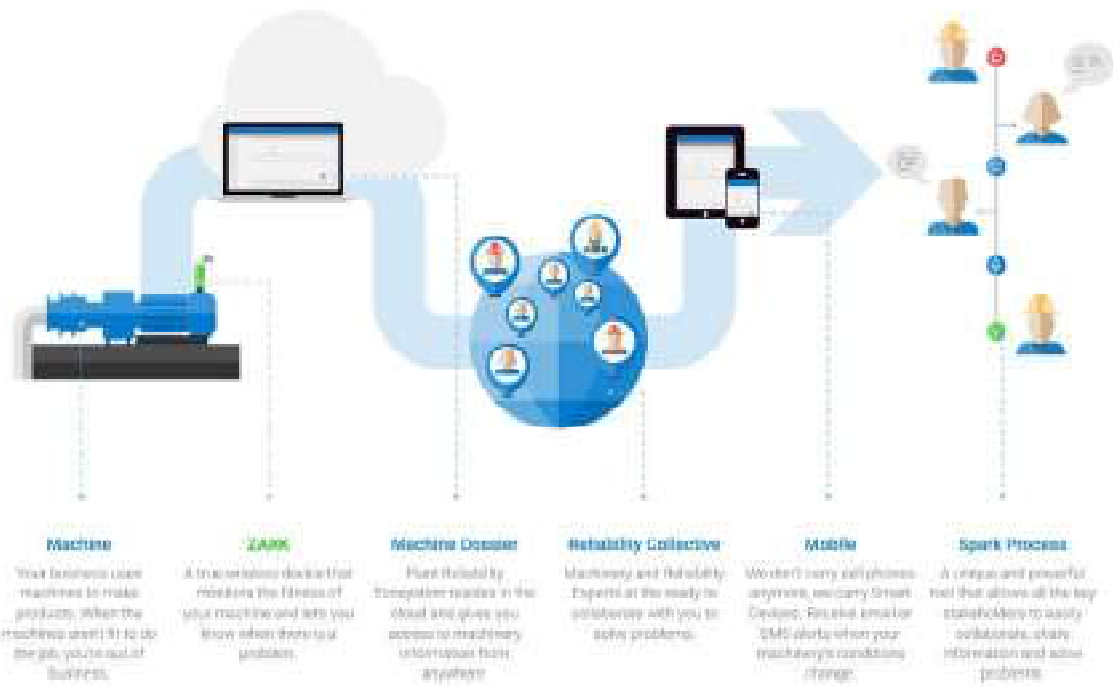 Machine
Your business uses
machines to make
products. When the
machines aren't fit to do
the job, you're out of
business.
ZARK
A true wireless device that
monitors the fitness of
your machine and lets you
know when there is a
problem.
Machine Dossier
Plant Reliability
Ecosystem resides in the
cloud and gives you
access to machinery
information from
anywhere
Reliability Collective
Machinery and Reliability
Experts at the ready to
collaborate with you to
solve problems.
Mobile
We don't carry cell phones
anymore, we carry Smart
Devices. Receive email or
SMS alerts when your
machinery's conditions
change.
Spark Process
A unique and powerful
tool that allows all the key
stakeholders to easily
collaborate, share
information and solve
problems.